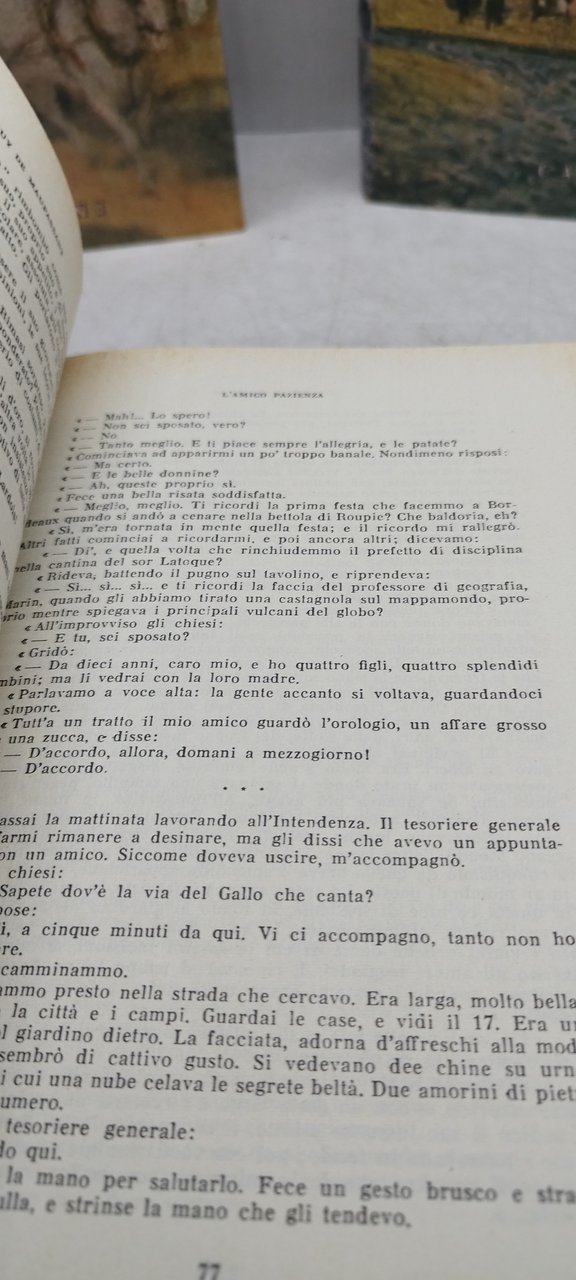 UY DE MAUPASSANT
L'AMICO PAZIENZA
« — Mah!... Lo spero!
« — Non sei sposato, vero?
« — No
« — Tanto meglio. E ti piace sempre l'allegria, e le patate?
« Cominciava ad apparirmi un po' troppo banale. Nondimeno risposi:
« — Ma certo.
« — E le belle donnine?
« — Ah, queste proprio sì.
« Fece una bella risata soddisfatta.
« — Meglio, meglio. Ti ricordi la prima festa che facemmo a Bor-
deaux quando si andò a cenare nella bettola di Roupie? Che baldoria, eh?
« Sì, m'era tornata in mente quella festa; e il ricordo mi rallegrò.
Altri fatti cominciai a ricordarmi, e poi ancora altri; dicevamo:
« — Di', e quella volta che rinchiudemmo il prefetto di disciplina
nella cantina del sor Latoque?
« Rideva, battendo il pugno sul tavolino, e riprendeva:
« — Sì... sì... sì... e ti ricordi la faccia del professore di geografia,
Marin, quando gli abbiamo tirato una castagnola sul mappamondo, pro-
prio mentre spiegava i principali vulcani del globo?
« All'improvviso gli chiesi:
« — E tu, sei sposato?
« Gridò:
« — Da dieci anni, caro mio, e ho quattro figli, quattro splendidi
mbini; ma li vedrai con la loro madre.
« Parlavamo a voce alta: la gente accanto si voltava, guardandoci
stupore.
« Tutt'a un tratto il mio amico guardò l'orologio, un affare grosso
una zucca, e disse:
— D'accordo, allora, domani a mezzogiorno!
— D'accordo.
* * *
assai la mattinata lavorando all'Intendenza. Il tesoriere generale
farmi rimanere a desinare, ma gli dissi che avevo un appunta-
on un amico. Siccome doveva uscire, m'accompagnò.
chiesi:
Sapete dov'è la via del Gallo che canta?
pose:
ì, a cinque minuti da qui. Vi ci accompagno, tanto non ho
re.
camminammo.
ammo presto nella strada che cercavo. Era larga, molto bella
la città e i campi. Guardai le case, e vidi il 17. Era un
l giardino dietro. La facciata, adorna d'affreschi alla mod
sembrò di cattivo gusto. Si vedevano dee chine su urn
i cui una nube celava le segrete beltà. Due amorini di piet
umero.
tesoriere generale:
do qui.
la mano per salutarlo. Fece un gesto brusco e stra
ulla, e strinse la mano che gli tendevo.
77